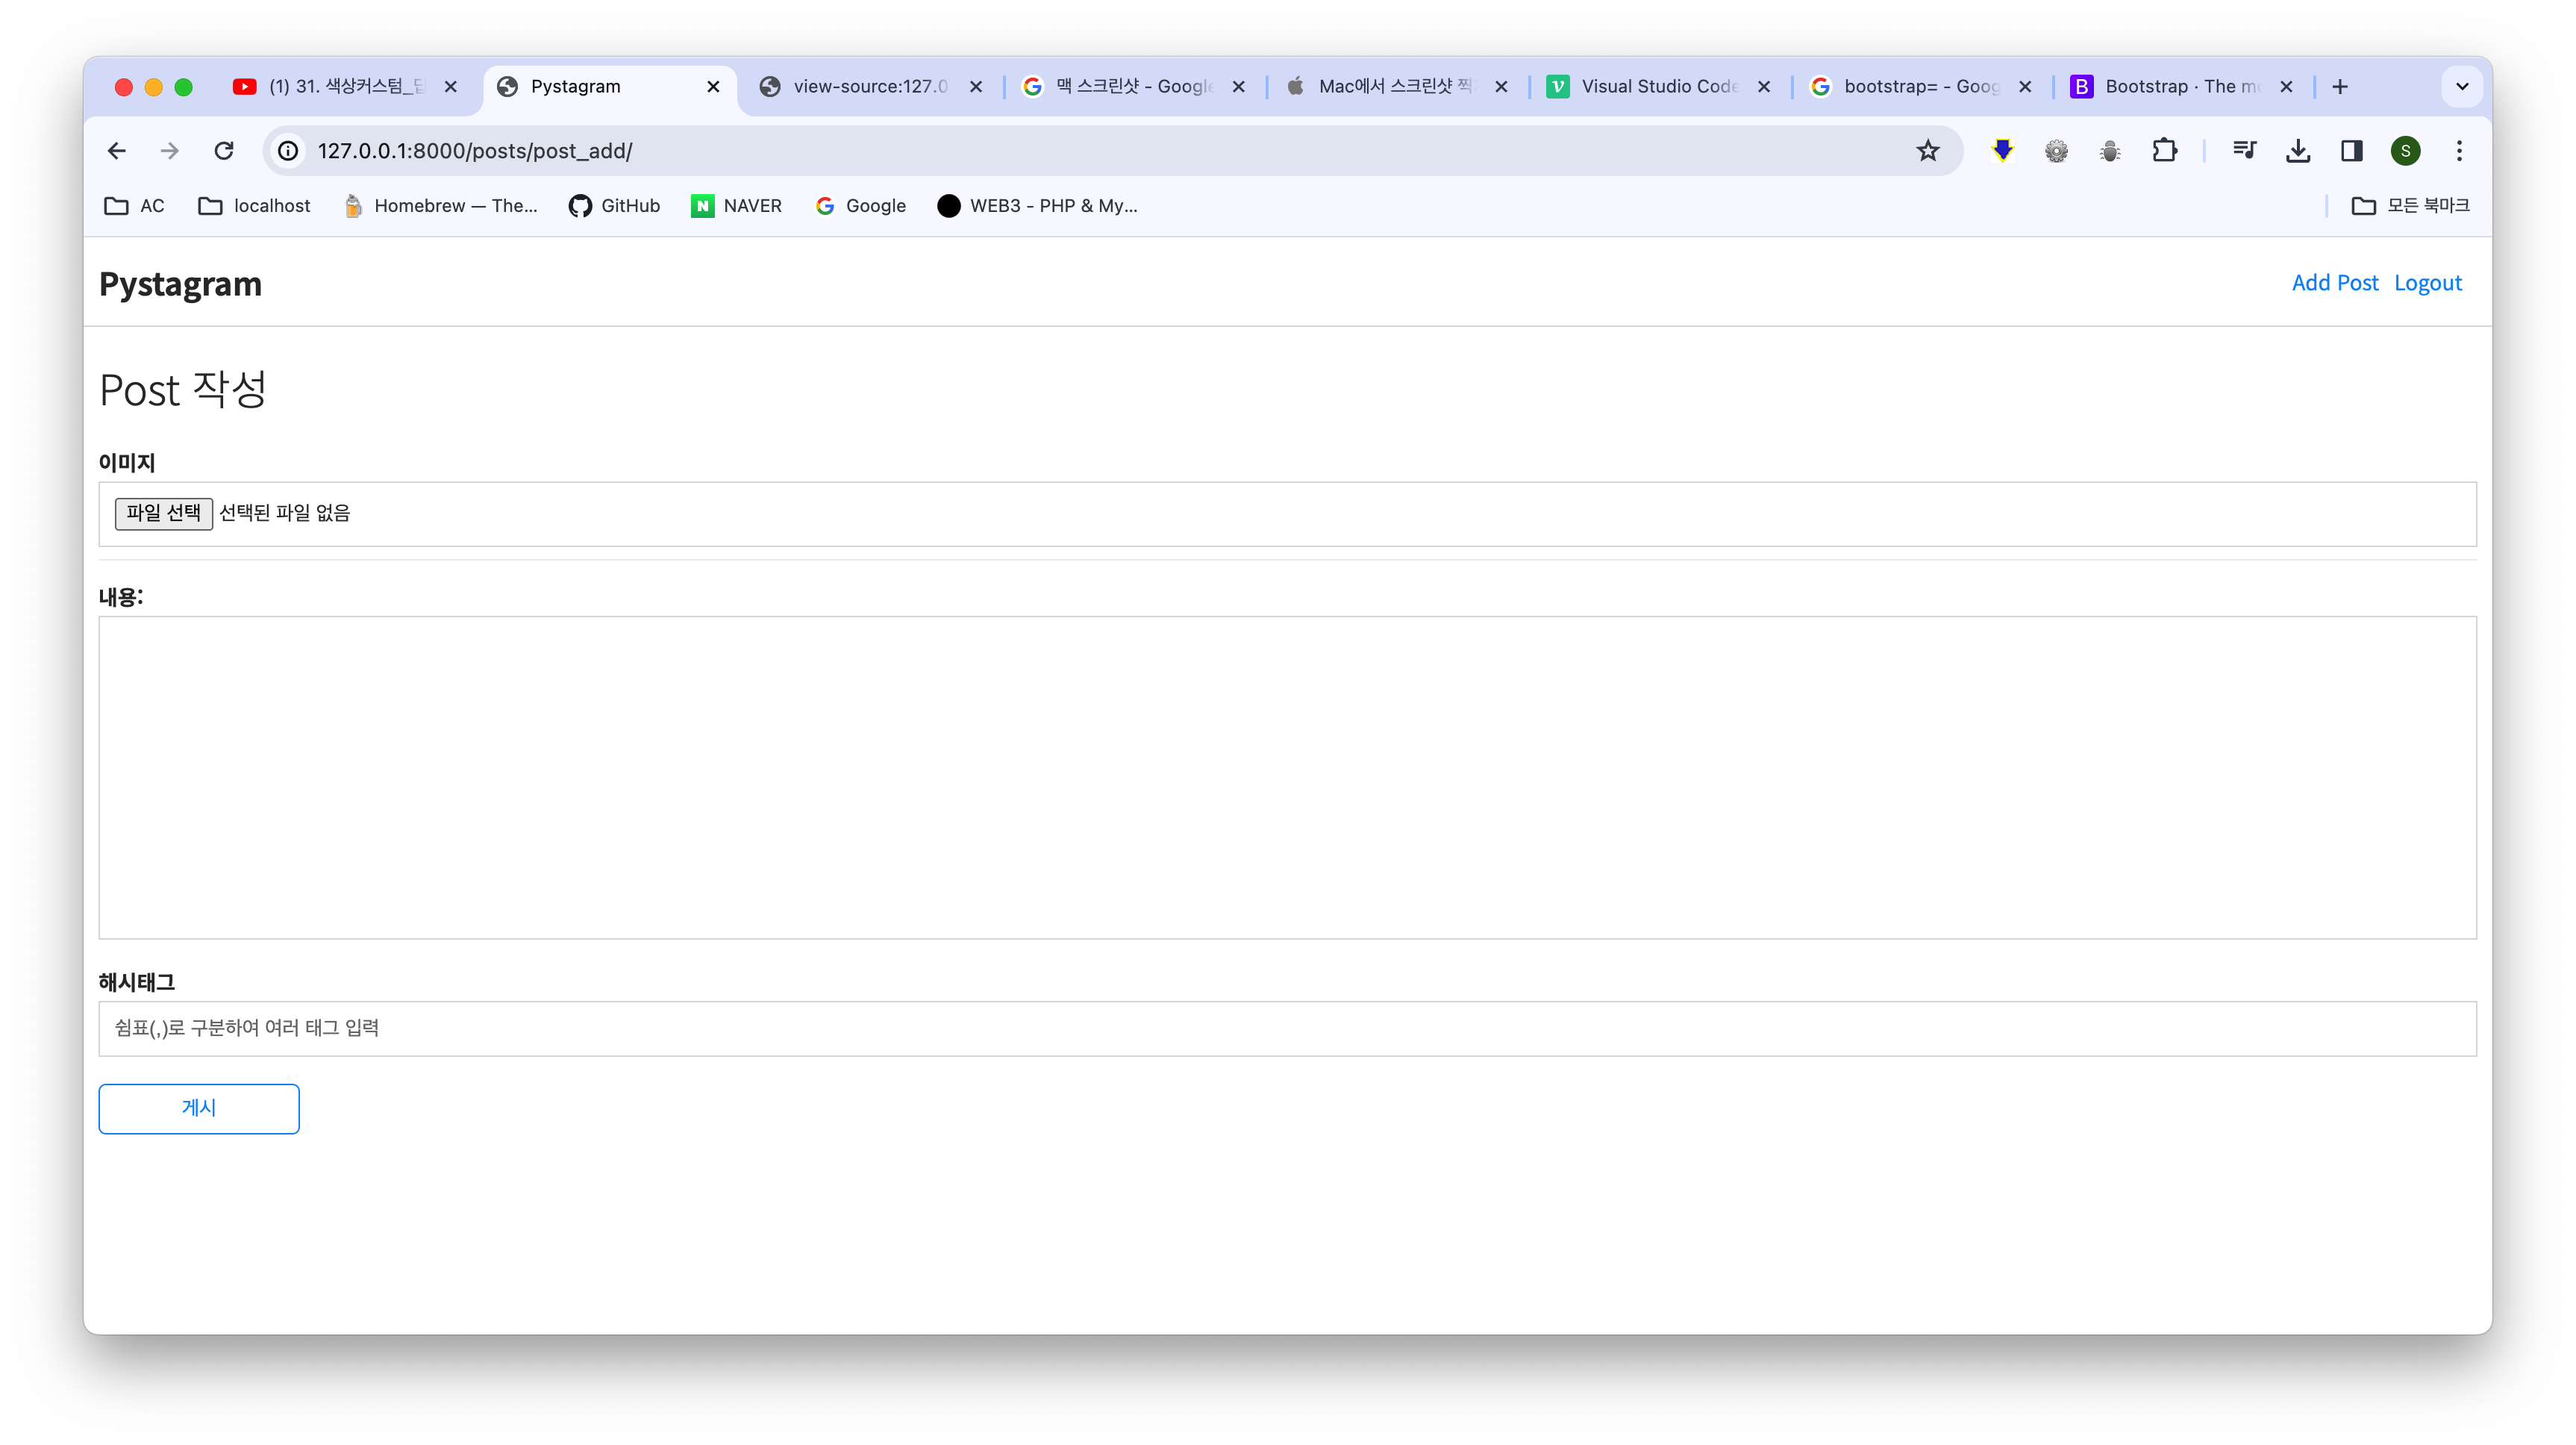 (1) 31. 색상커스텀_답
Pystagram
view-source:127.0
맥 스크린샷 - Google
Mac에서 스크린샷 찍
Visual Studio Code
bootstrap= - Goog
Bootstrap · The mo
127.0.0.1:8000/posts/post_add/
S
AC
localhost
Homebrew — The...
GitHub
NAVER
Google
WEB3 - PHP & My...
모든 북마크
Pystagram
Add Post
Logout
Post 작성
이미지
파일 선택 선택된 파일 없음
내용:
해시태그
쉼표(,)로 구분하여 여러 태그 입력
게시